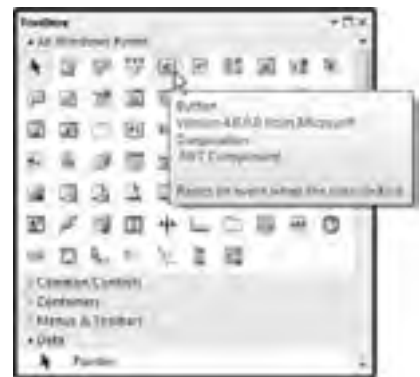 Toolbox
All Windows Forms
Button
Version 4.0.0.0 from Microsoft
Corporation
.NET Component
Raises an event when the user clicks it.
Common Controls
Containers
Menus & Toolbars
Data
Pointer